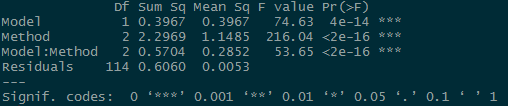 Df Sum Sq Mean Sq F value Pr(>F)
Model 1 0.3967 0.3967 74.63 4e-14 ***
Method 2 2.2969 1.1485 216.04 <2e-16 ***
Model:Method 2 0.5704 0.2852 53.65 <2e-16 ***
Residuals 114 0.6060 0.0053
---
Signif. codes: 0 ‘***’ 0.001 ‘**’ 0.01 ‘*’ 0.05 ‘.’ 0.1 ‘ ’ 1